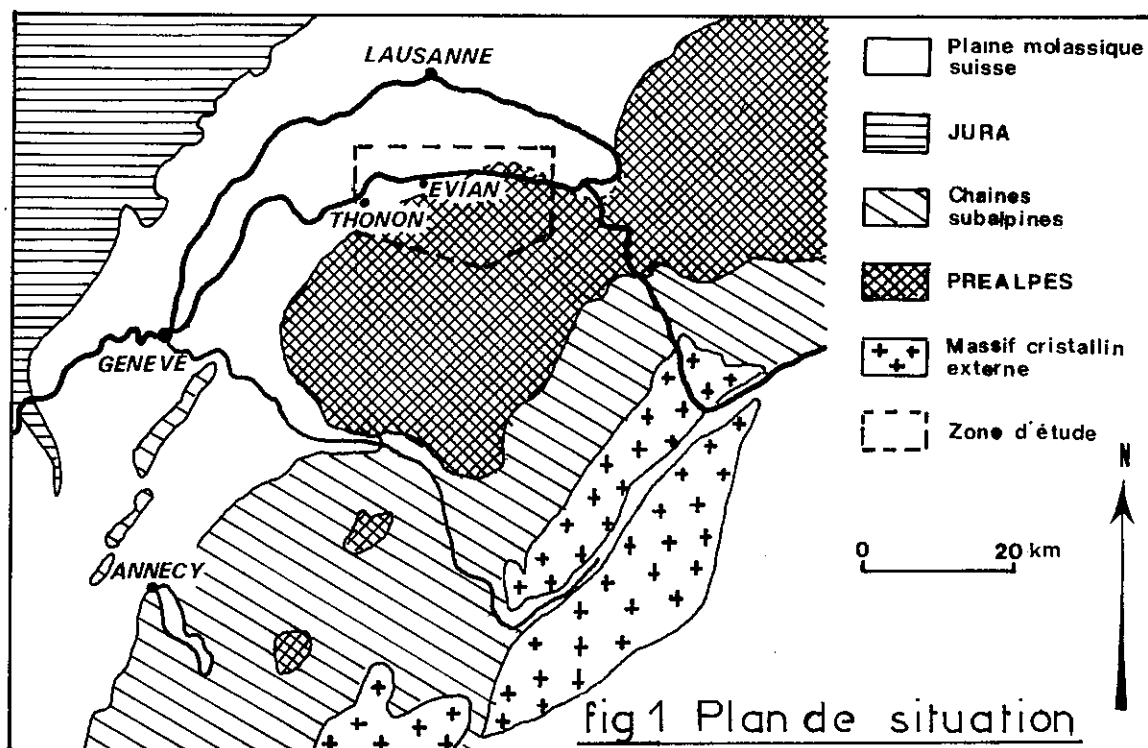 LAUSANNE
EVIAN
THONON
GENEVE
ANNECY
Plaine molassique
suisse
JURA
Chaines
subalpines
PREALPES
Massif cristallin
externe
Zone d'étude
N
0 20 km
fig 1 Plan de situation